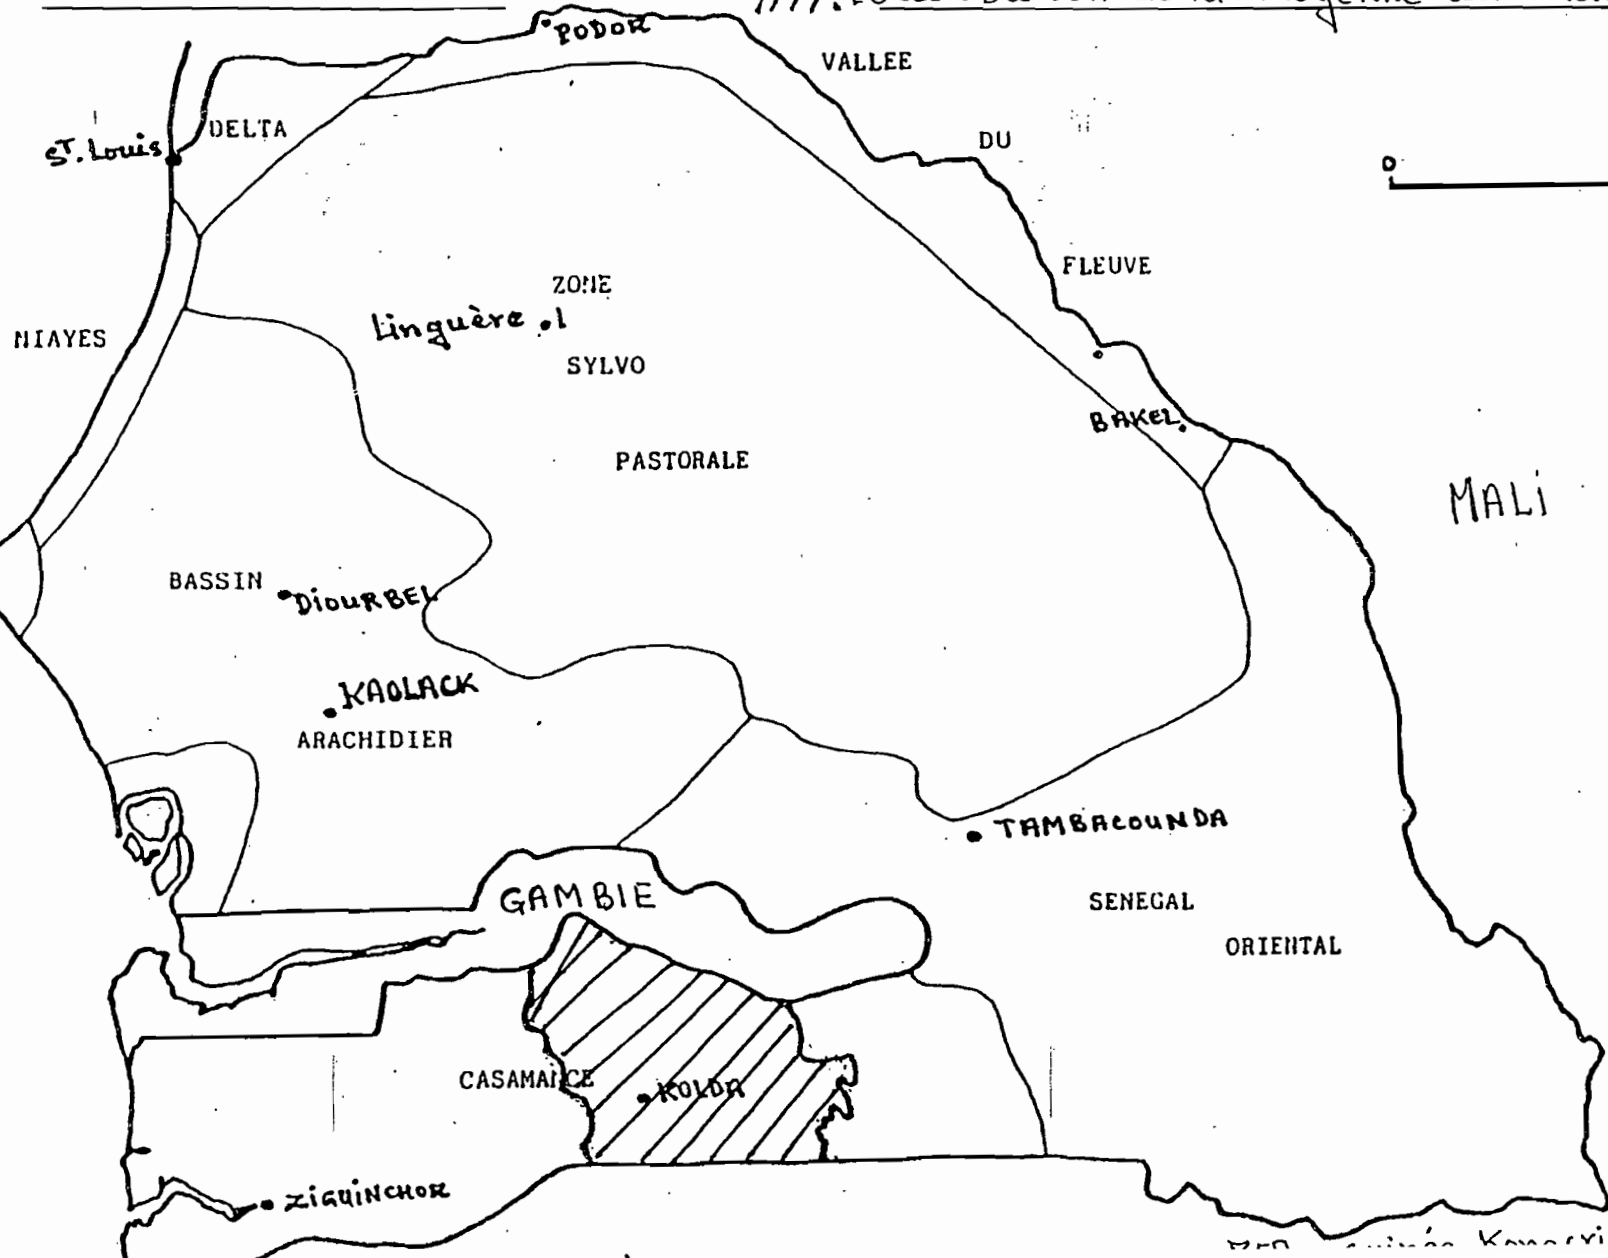 PODOR
VALLEE
DELTA
DU
ST. Louis
0
FLEUVE
ZONE
Linguère
NIAYES
SYLVO
BAKEL
PASTORALE
MALi
BASSIN
DiOURBEL
KAOLACK
ARACHIDIER
TAMBACOUNDA
GAMBIE
SENEGAL
ORIENTAL
CASAMANCE
KOLDA
ZiGUiNCHOR